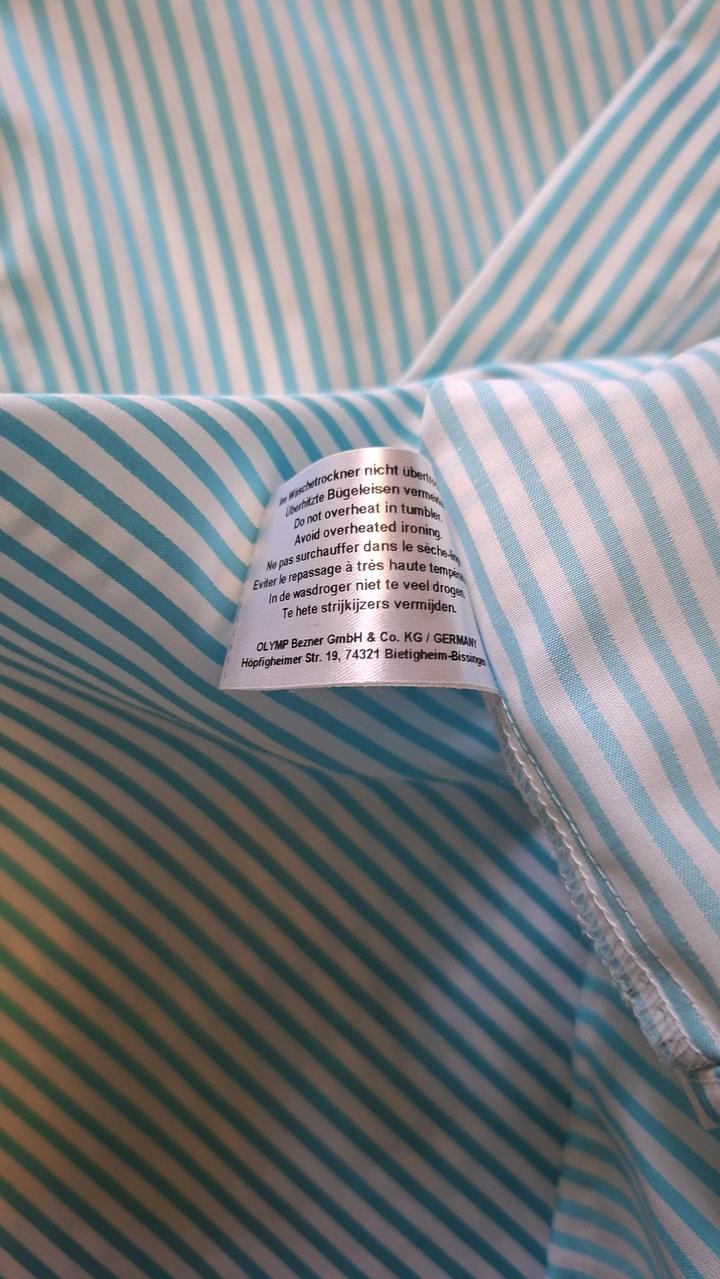 Im Wäschetrockner nicht
Überhitzte Bügeleisen
Do not overheat in tumbler.
Avoid overheated ironing.
Ne pas surchauffer dans le
Eviter le repassage à très haute
In de wasdroger niet te veel drogen.
Te hete strijkijzers vermijden.
OLYMP Bezner GmbH & Co. KG / GERMANY
Höpfigheimer Str. 19, 74321 Bietigheim-Bissingen